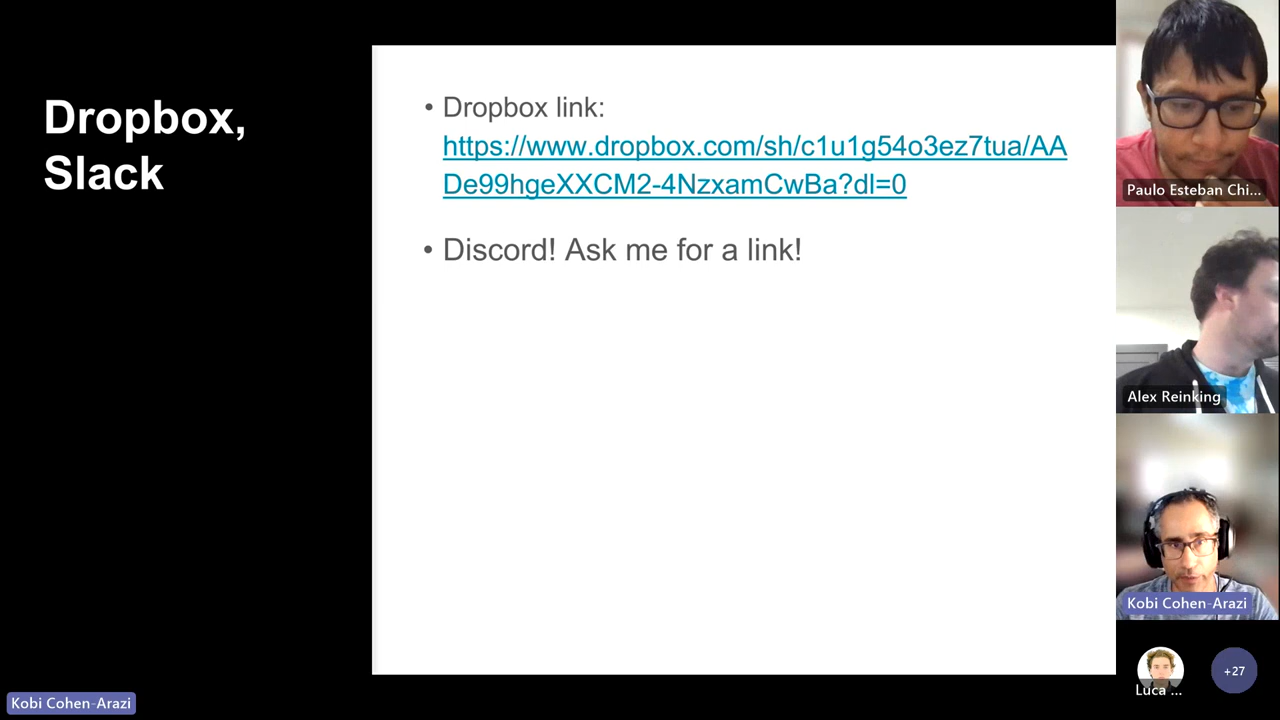 Dropbox,
Slack
• Dropbox link:
https://www.dropbox.com/sh/c1u1g54o3ez7tua/AA
De99hgeXXCM2-4NzxamCwBa?dl=0
• Discord! Ask me for a link!
Paulo Esteban Chi...
Alex Reinking
Kobi Cohen-Arazi
Luca ...
+27
Kobi Cohen-Arazi